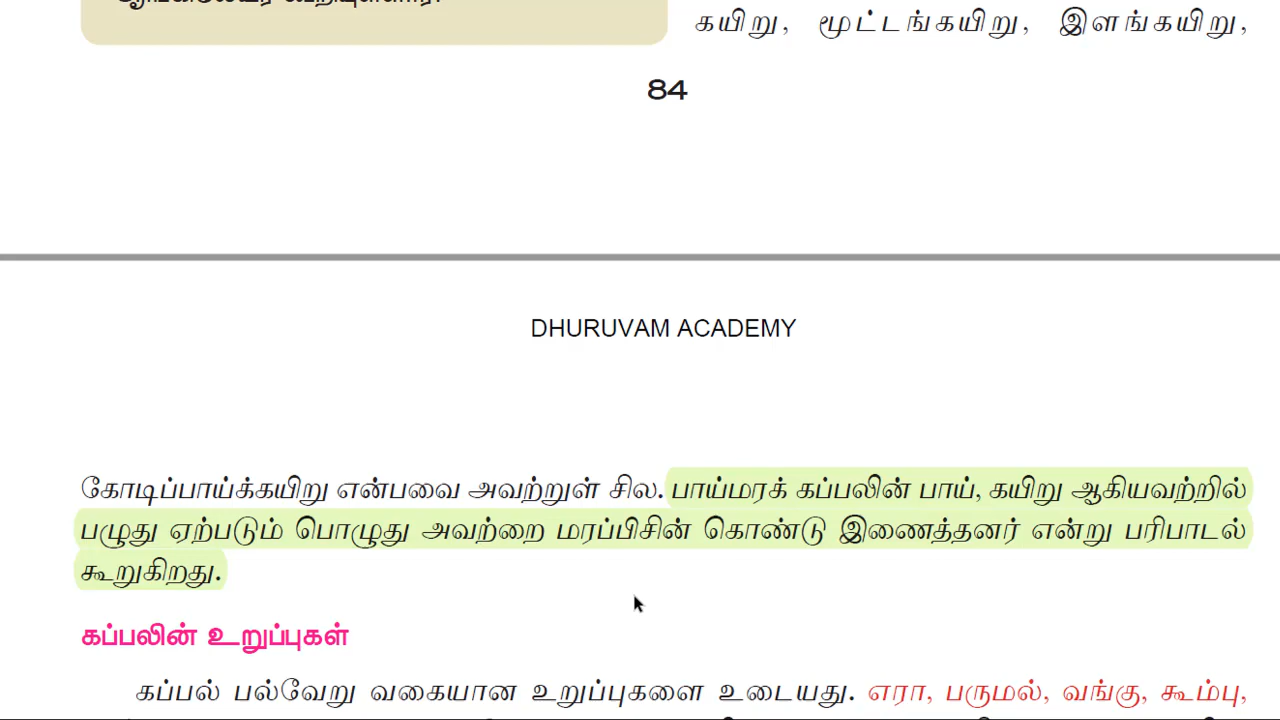 கயிறு, மூட்டங்கயிறு, இளங்கயிறு,
84
DHURUVAM ACADEMY
கோடிப்பாய்க்கயிறு என்பவை அவற்றுள் சில. பாய்மரக் கப்பலின் பாய், கயிறு ஆகியவற்றில்
பழுது ஏற்படும் பொழுது அவற்றை மரப்பிசின் கொண்டு இணைத்தனர் என்று பரிபாடல்
கூறுகிறது.
கப்பலின் உறுப்புகள்
கப்பல் பல்வேறு வகையான உறுப்புகளை உடையது. எரா, பருமல், வங்கு, கூம்பு,